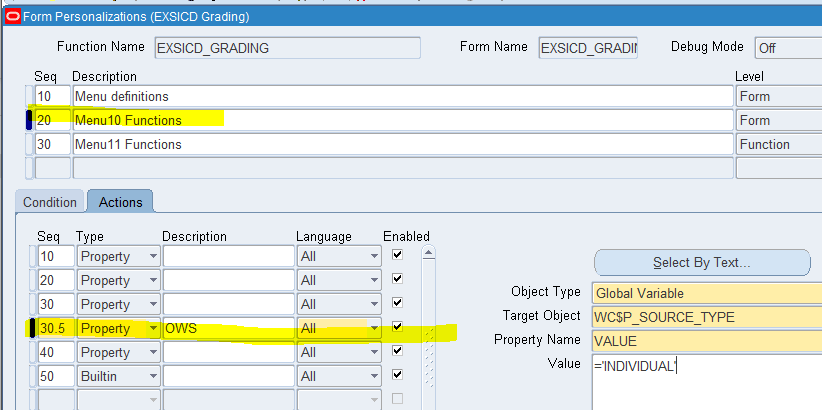 Form Personalizations (EXSICD Grading)
Function Name EXSICD_GRADING Form Name EXSICD_GRADIN Debug Mode Off
Seq Description Level
10 Menu definitions Form
20 Menu10 Functions Form
30 Menu11 Functions Function
Condition Actions
Seq Type Description Language Enabled
10 Property All
20 Property All
30 Property All
30.5 Property OWS All
40 Property All
50 Builtin All
Select By Text...
Object Type Global Variable
Target Object WC$P_SOURCE_TYPE
Property Name VALUE
Value ='INDIVIDUAL'